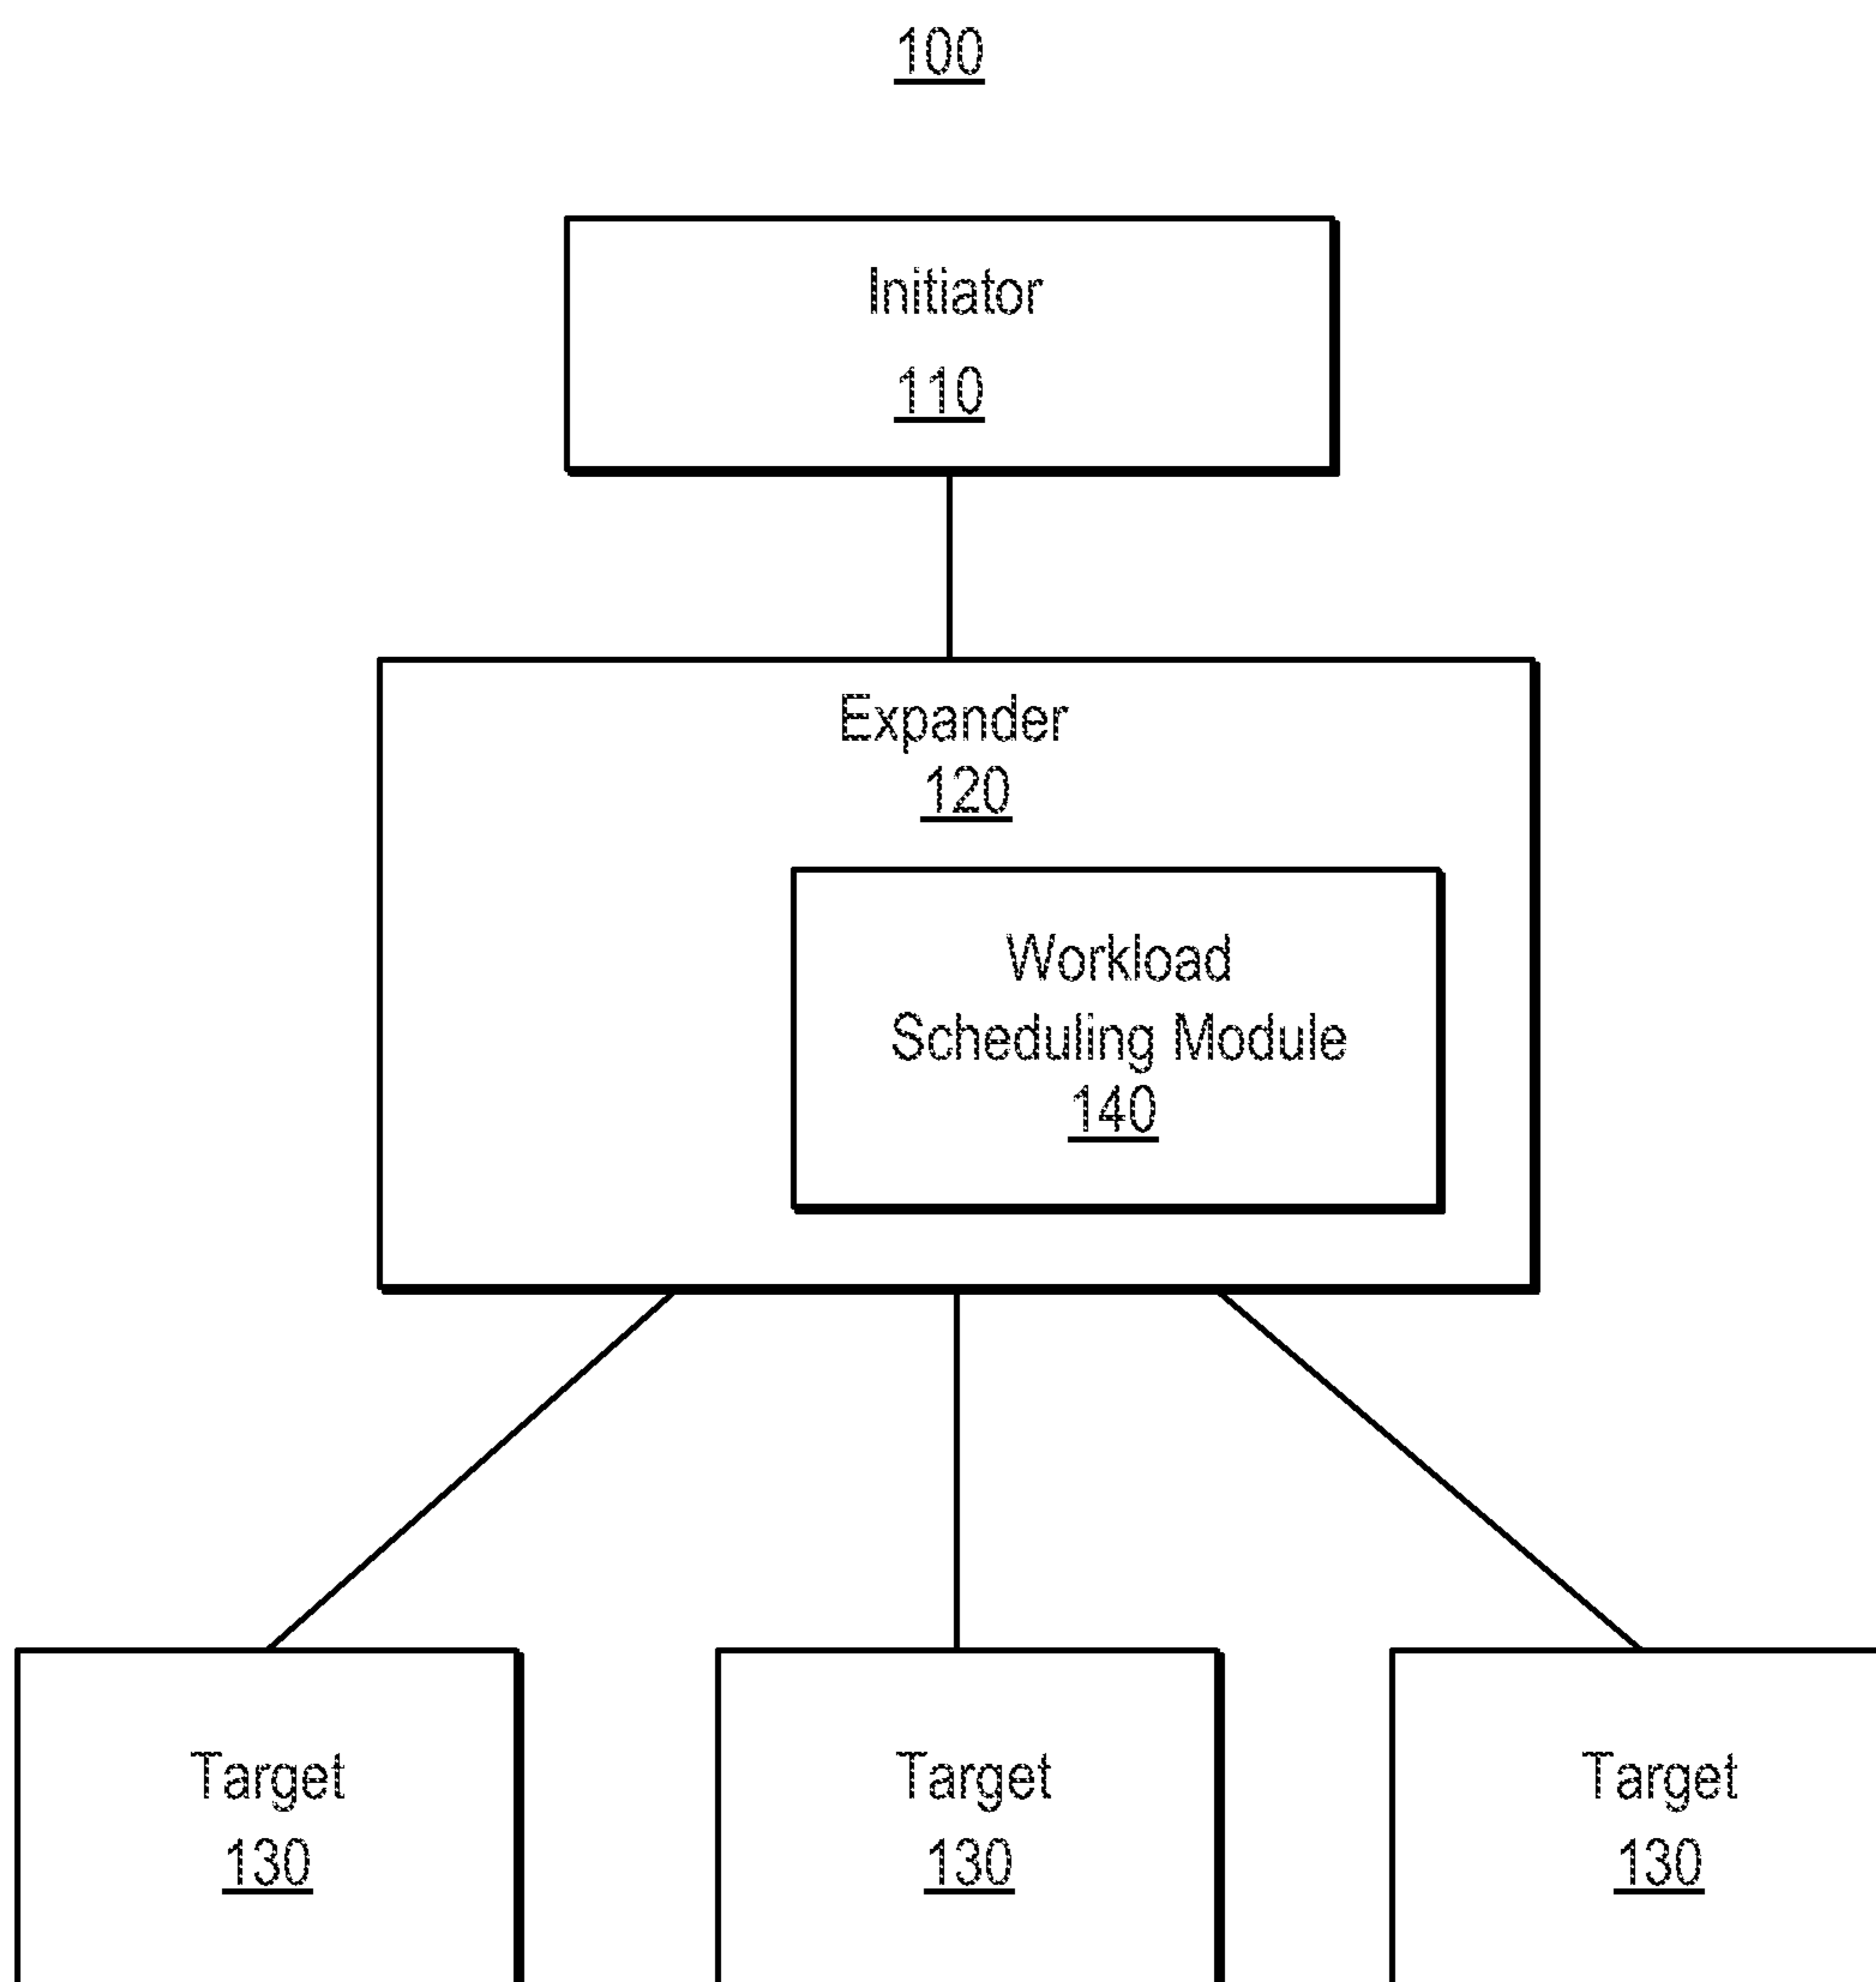 100
Initiator
110
Expander
120
Workload
Scheduling Module
140
Target
130
Target
130
Target
130